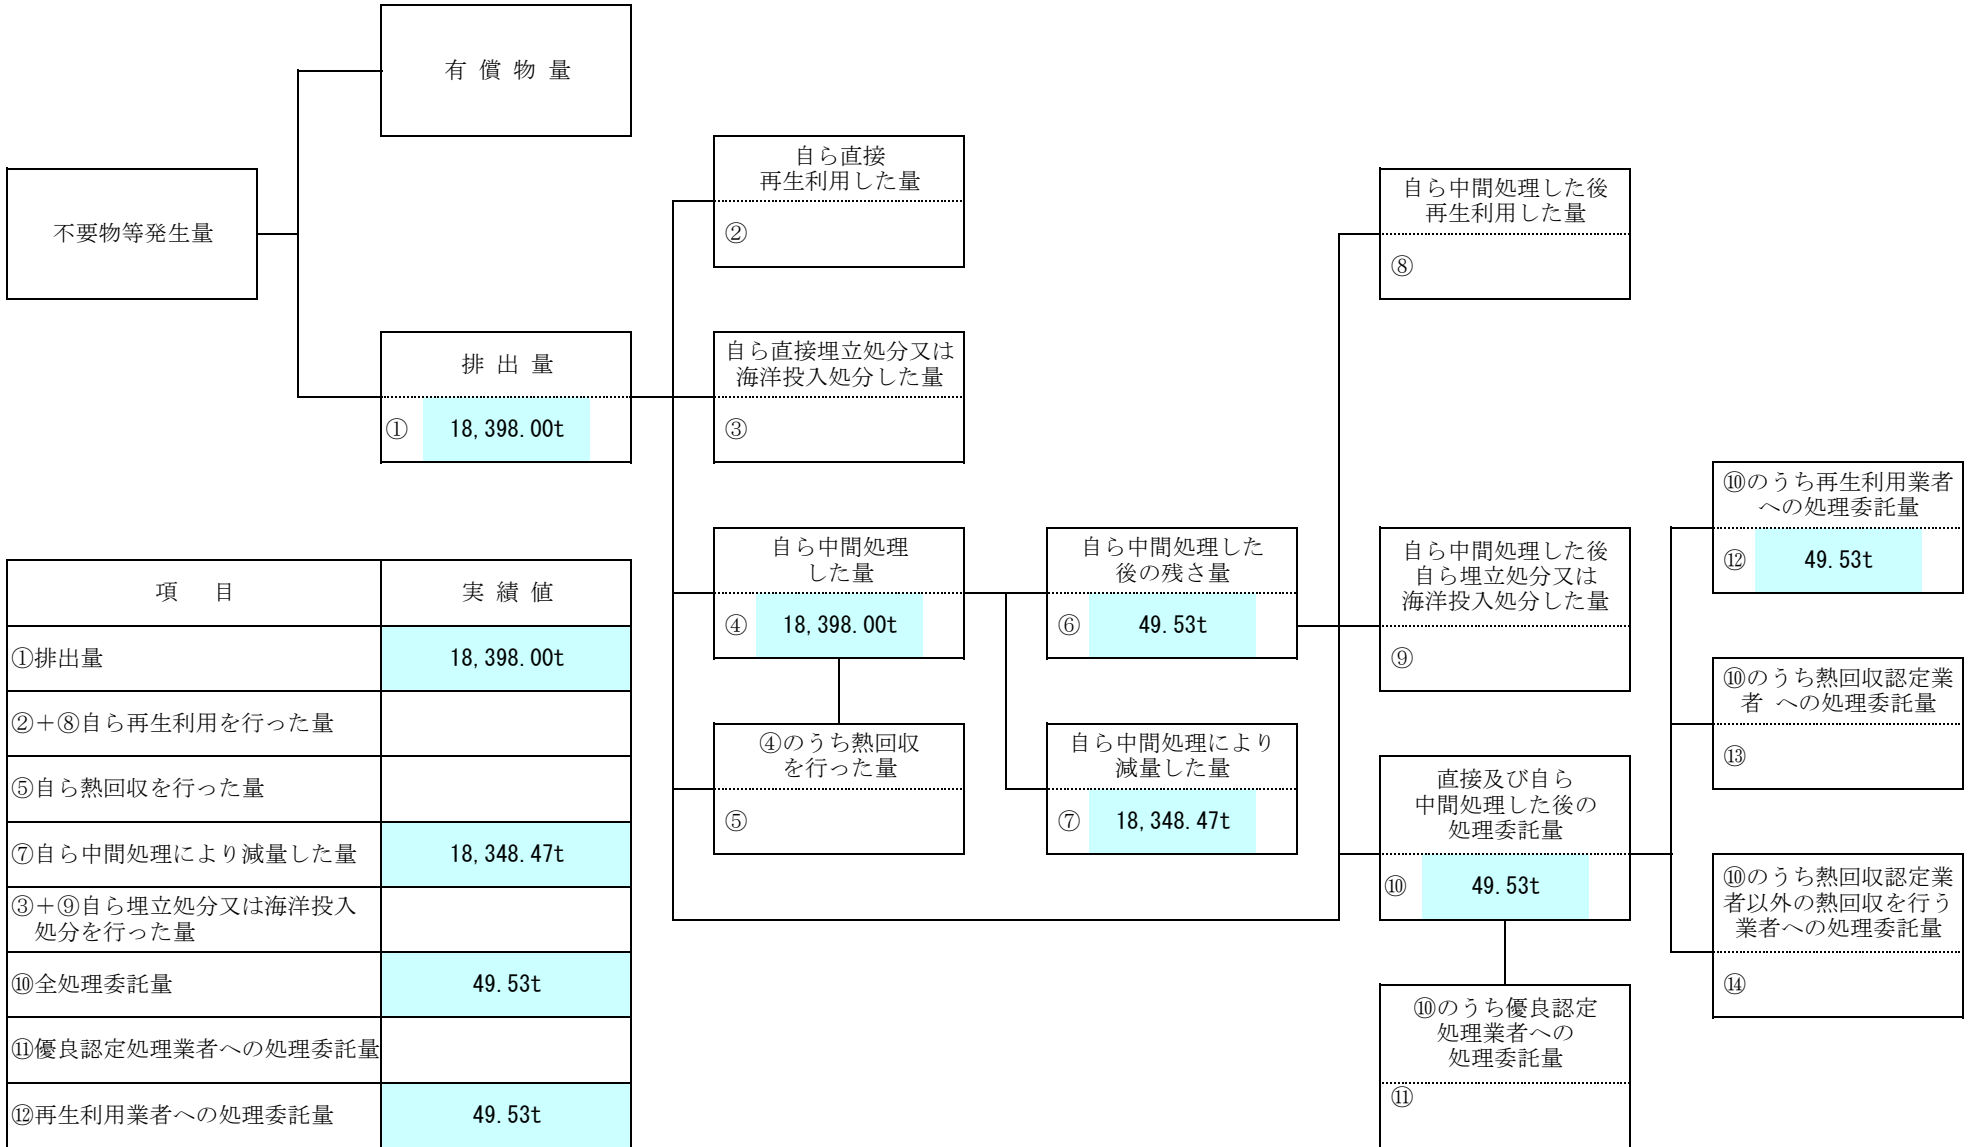 有 償 物 量
自ら直接
再生利用した量
②
自ら中間処理した後
再生利用した量
⑧
不要物等発生量
排 出 量
① 18,398.00t
自ら直接埋立処分又は
海洋投入処分した量
③
⑩のうち再生利用業者
への処理委託量
⑫ 49.53t
自ら中間処理
した量
④ 18,398.00t
自ら中間処理した
後の残さ量
⑥ 49.53t
自ら中間処理した後
自ら埋立処分又は
海洋投入処分した量
⑨
⑩のうち熱回収認定業
者 への処理委託量
⑬
④のうち熱回収
を行った量
⑤
自ら中間処理により
減量した量
⑦ 18,348.47t
直接及び自ら
中間処理した後の
処理委託量
⑩ 49.53t
⑩のうち熱回収認定業
者以外の熱回収を行う
業者への処理委託量
⑭
⑩のうち優良認定
処理業者への
処理委託量
⑪
項 目 実 績 値
①排出量 18,398.00t
②+⑧自ら再生利用を行った量
⑤自ら熱回収を行った量
⑦自ら中間処理により減量した量 18,348.47t
③+⑨自ら埋立処分又は海洋投入
処分を行った量
⑩全処理委託量 49.53t
⑪優良認定処理業者への処理委託量
⑫再生利用業者への処理委託量 49.53t